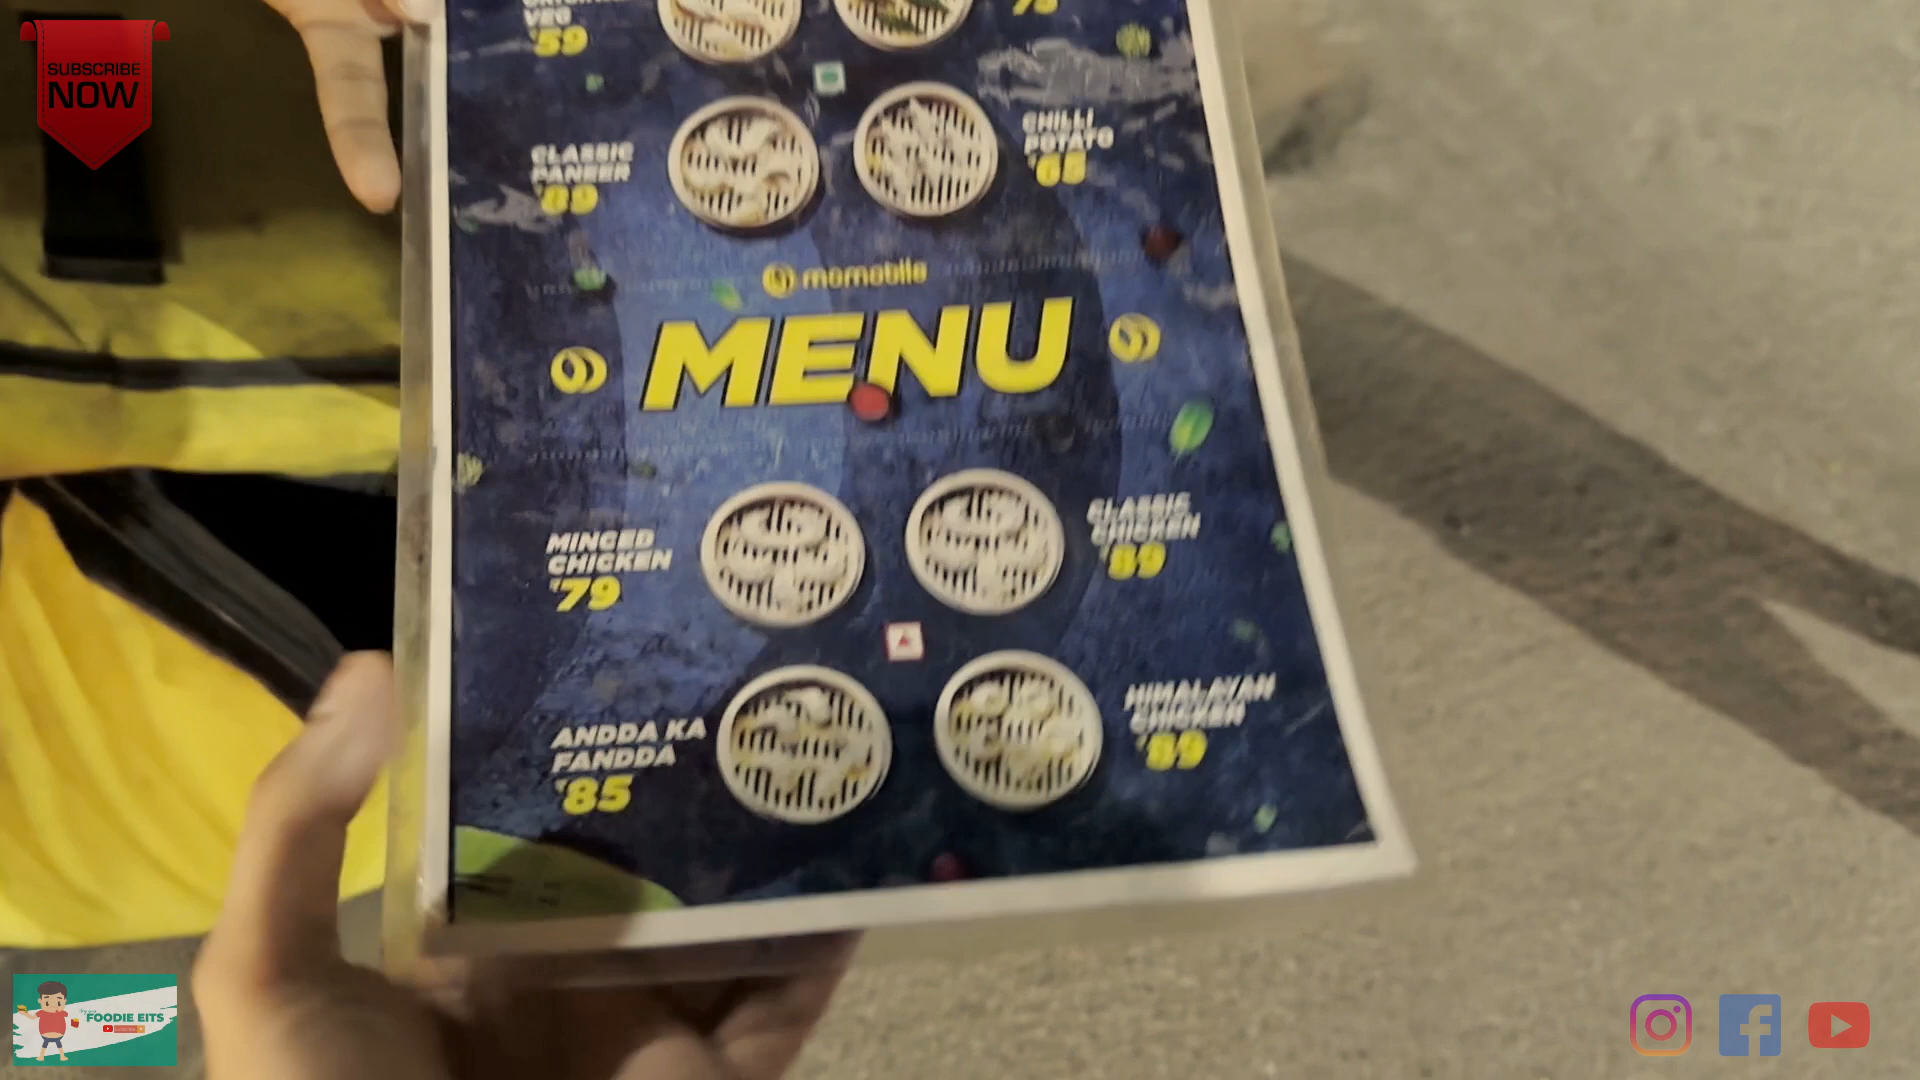 SUBSCRIBE
NOW
VEG
₹59
75
CLASSIC
PANEER
₹89
CHILLI
POTATO
₹65
momobile
MENU
MINCED
CHICKEN
₹79
CLASSIC
CHICKEN
₹89
ANDDA KA
FANDDA
₹85
HIMALAYAN
CHICKEN
₹89
FOODIE EITS